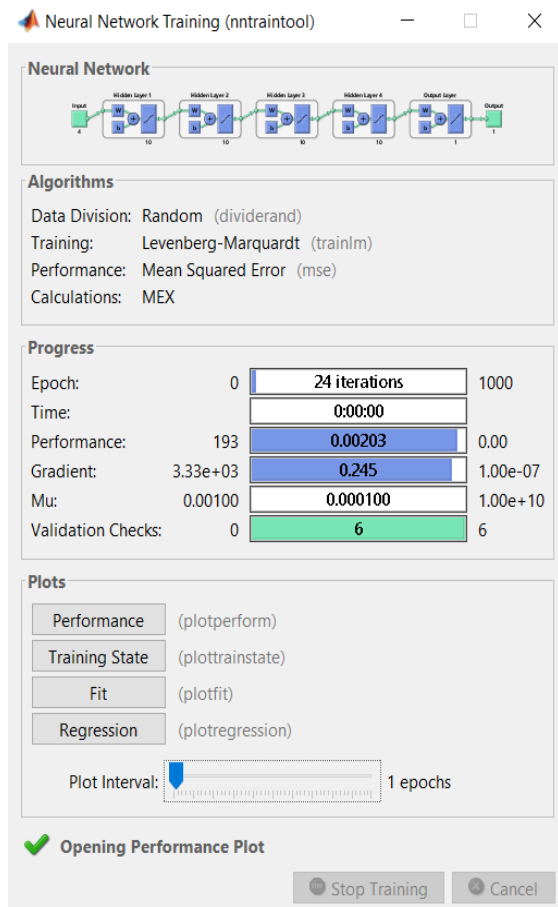 Neural Network Training (nntraintool)
Neural Network
Hidden Layer 1 Hidden Layer 2 Hidden Layer 3 Hidden Layer 4 Output Layer
Input Output
W W W W W
b b b b b
4 10 10 10 10 1 1
Algorithms
Data Division: Random (dividerand)
Training: Levenberg-Marquardt (trainlm)
Performance: Mean Squared Error (mse)
Calculations: MEX
Progress
Epoch: 0 24 iterations 1000
Time: 0:00:00
Performance: 193 0.00203 0.00
Gradient: 3.33e+03 0.245 1.00e-07
Mu: 0.00100 0.000100 1.00e+10
Validation Checks: 0 6 6
Plots
Performance (plotperform)
Training State (plottrainstate)
Fit (plotfit)
Regression (plotregression)
Plot Interval: 1 epochs
Opening Performance Plot
Stop Training Cancel